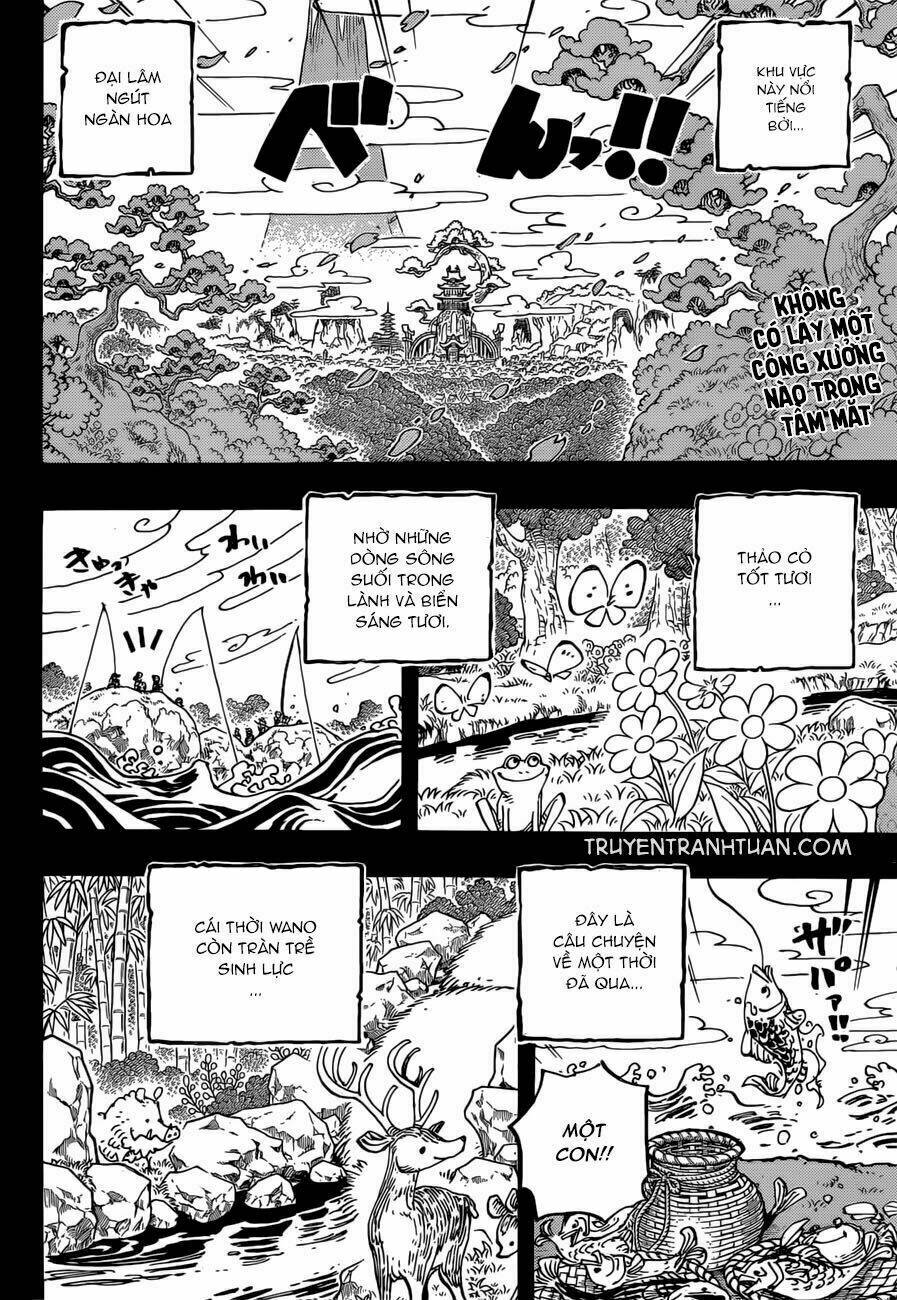 KHU VỰC
NÀY NỔI
TIẾNG
BỞI...
べんっ!!
ĐẠI LÂM
NGÚT
NGÀN HOA
KHÔNG
CÓ LẤY MỘT
CÔNG XƯỞNG
NÀO TRONG
TẦM MẮT
THẢO CỎ
TỐT TƯƠI
...
NHỜ NHỮNG
DÒNG SÔNG
SUỐI TRONG
LÀNH VÀ BIỂN
SÁNG TƯƠI.
わい
わい
きゃっ
きゃ
TRUYENTRANHTUAN.COM
ĐÂY LÀ
CÂU CHUYỆN
VỀ MỘT THỜI
ĐÃ QUA...
ザパァ!!
MỘT
CON!!
CÁI THỜI WANO
CÒN TRÀN TRỀ
SINH LỰC
...